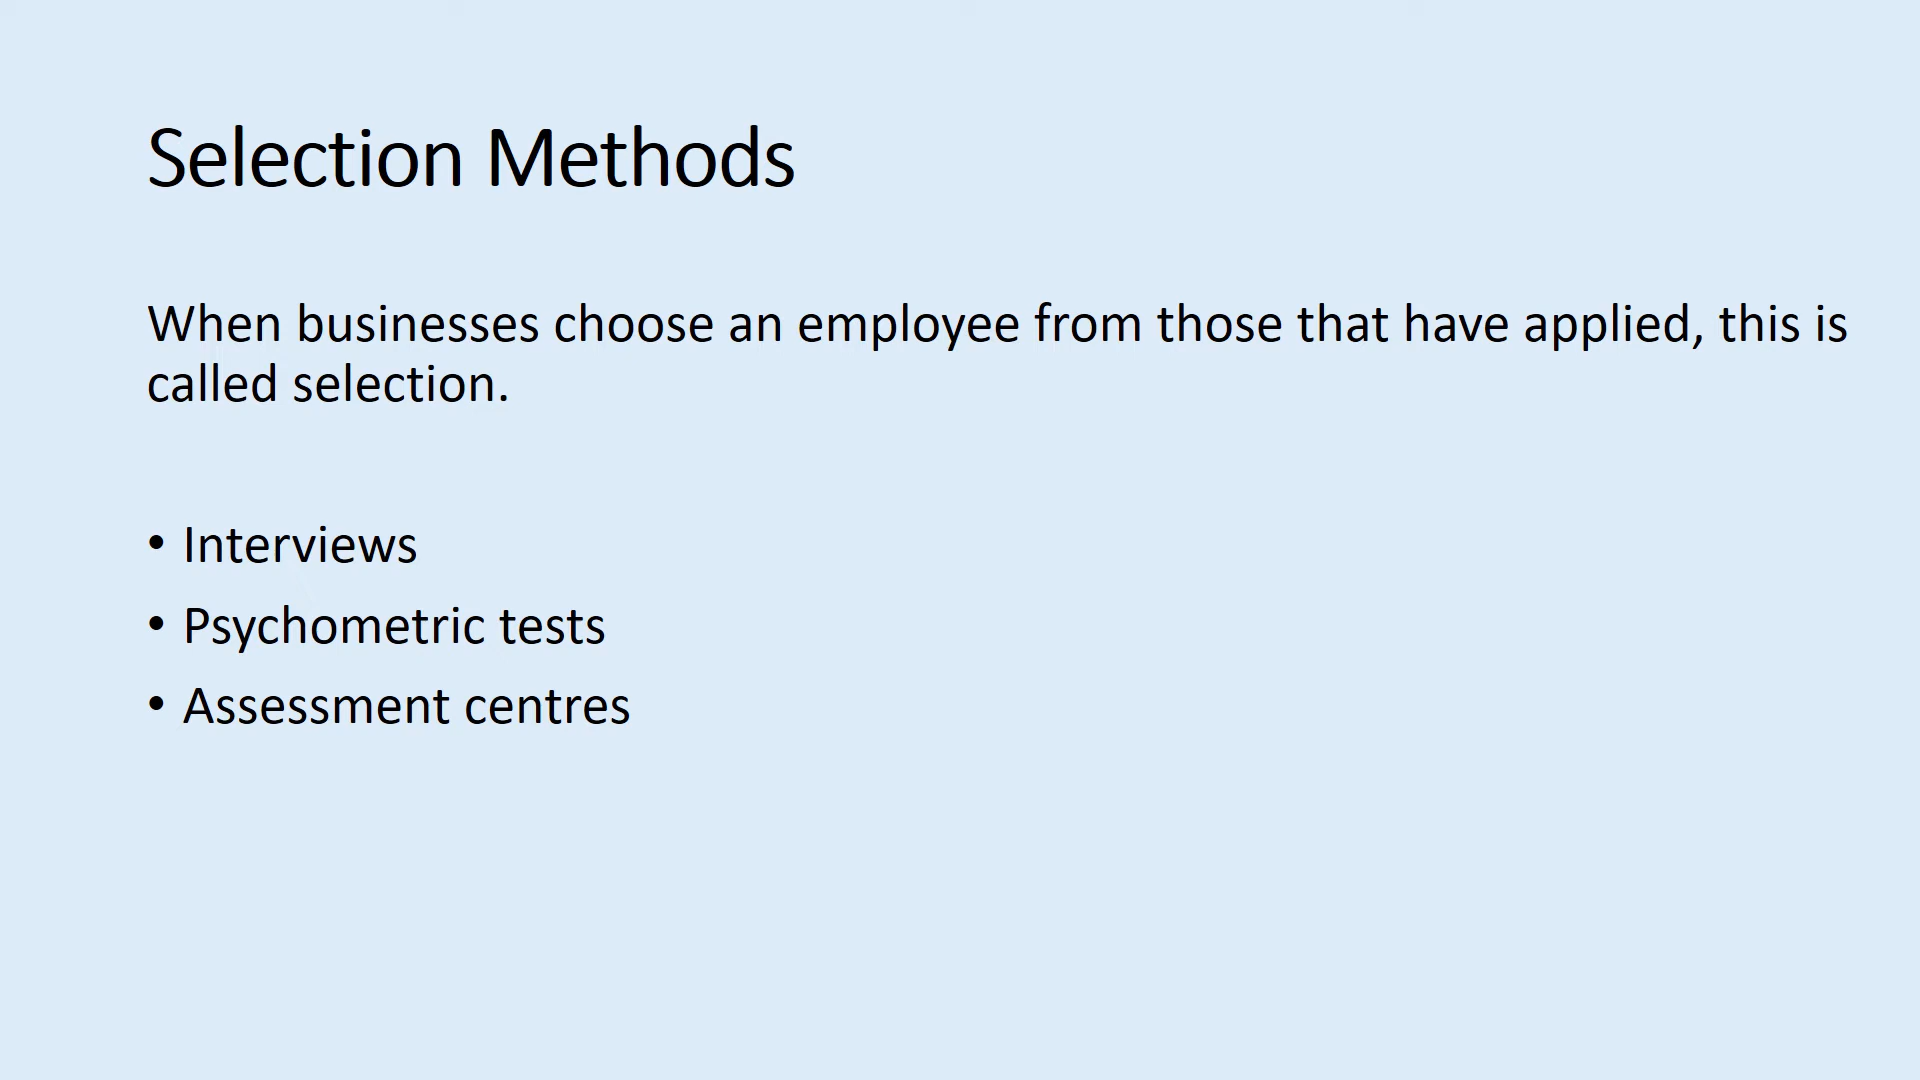 Selection Methods
When businesses choose an employee from those that have applied, this is
called selection.
• Interviews
• Psychometric tests
• Assessment centres